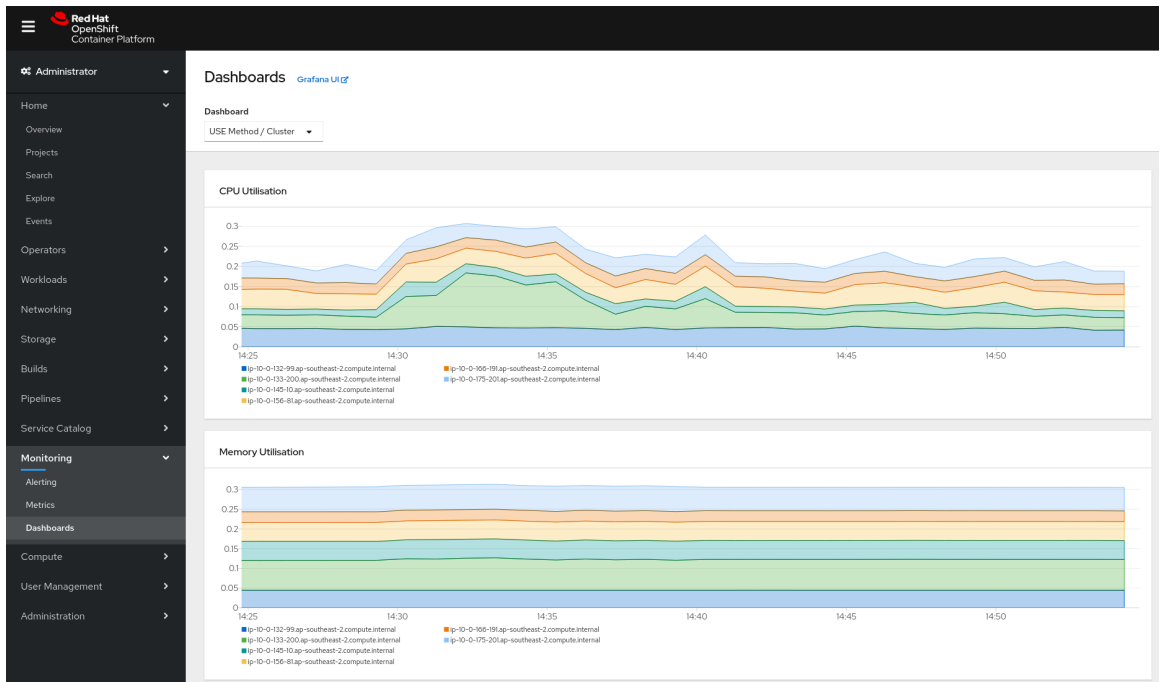 Red Hat
OpenShift
Container Platform
Administrator
Home
Overview
Projects
Search
Explore
Events
Operators
Workloads
Networking
Storage
Builds
Pipelines
Service Catalog
Monitoring
Alerting
Metrics
Dashboards
Compute
User Management
Administration
Dashboards Grafana UI
Dashboard
USE Method / Cluster
CPU Utilisation
0.3
0.25
0.2
0.15
0.1
0.05
0
14:25 14:30 14:35 14:40 14:45 14:50
ip-10-0-132-99.ap-southeast-2.compute.internal ip-10-0-166-191.ap-southeast-2.compute.internal
ip-10-0-133-200.ap-southeast-2.compute.internal ip-10-0-175-201.ap-southeast-2.compute.internal
ip-10-0-145-10.ap-southeast-2.compute.internal
ip-10-0-156-81.ap-southeast-2.compute.internal
Memory Utilisation
0.3
0.25
0.2
0.15
0.1
0.05
0
14:25 14:30 14:35 14:40 14:45 14:50
ip-10-0-132-99.ap-southeast-2.compute.internal ip-10-0-166-191.ap-southeast-2.compute.internal
ip-10-0-133-200.ap-southeast-2.compute.internal ip-10-0-175-201.ap-southeast-2.compute.internal
ip-10-0-145-10.ap-southeast-2.compute.internal
ip-10-0-156-81.ap-southeast-2.compute.internal